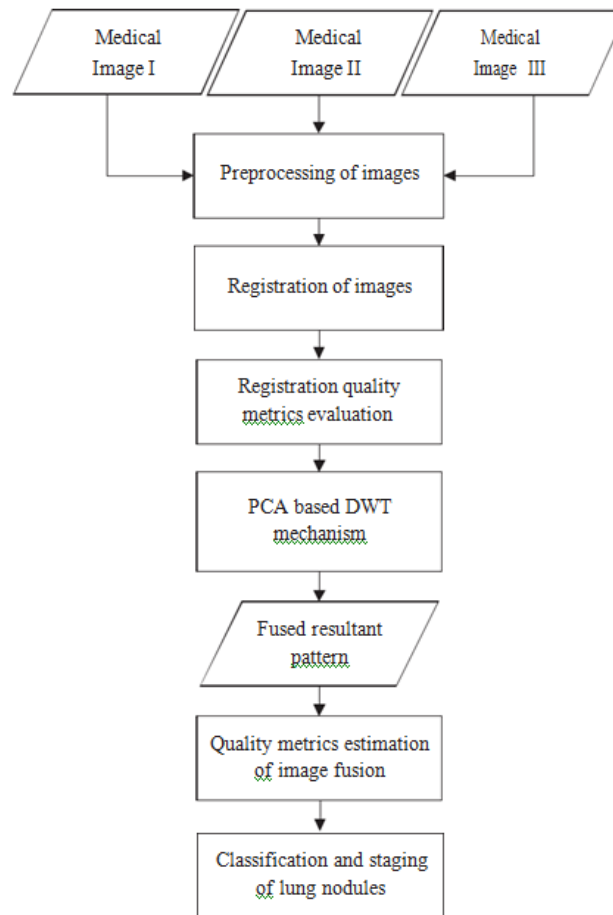 Medical
Image I
Medical
Image II
Medical
Image III
Preprocessing of images
Registration of images
Registration quality
metrics evaluation
PCA based DWT
mechanism
Fused resultant
pattern
Quality metrics estimation
of image fusion
Classification and staging
of lung nodules